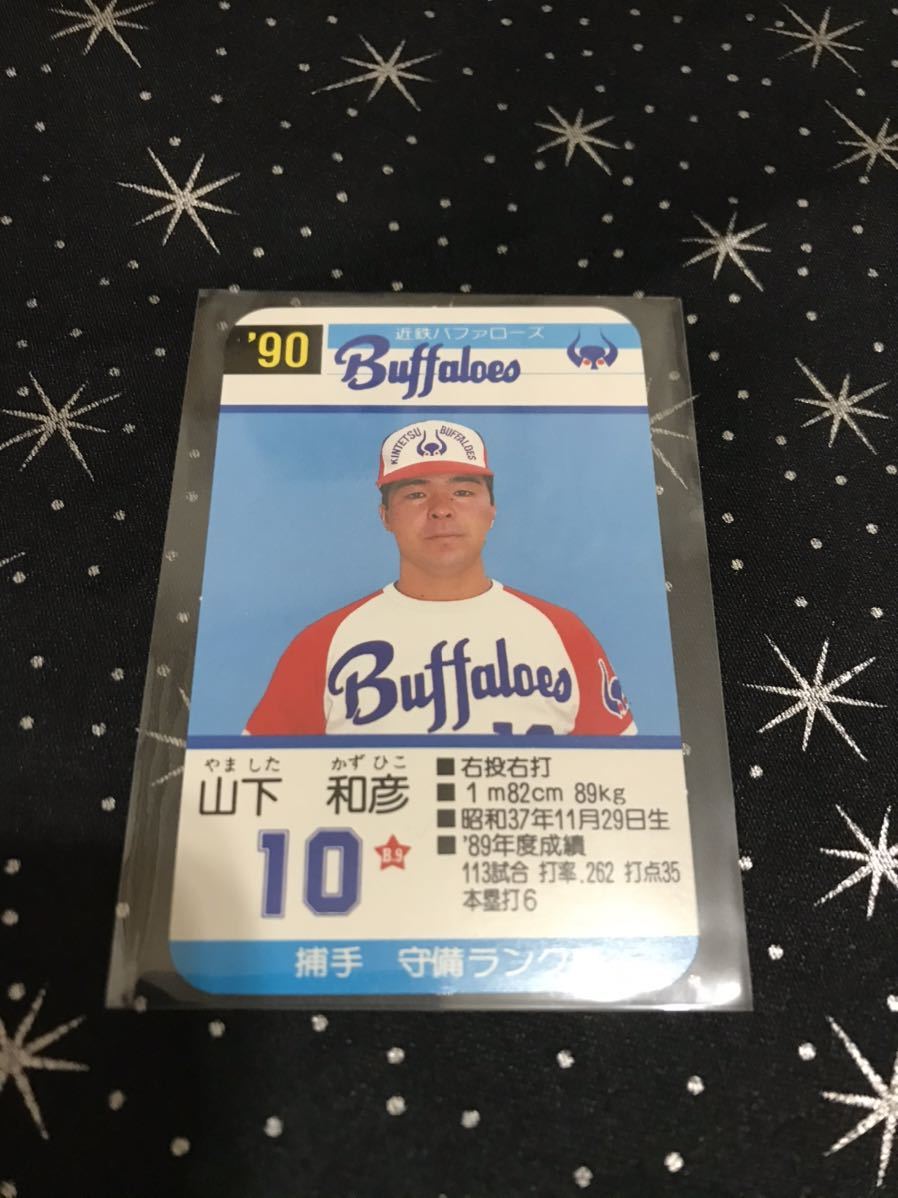 '90
近鉄バファローズ
Buffaloes
KINTETSU BUFFALOES
Buffaloes
やま した かず ひこ
山下 和彦
10
B.9
■ 右投右打
■ 1m82cm 89kg
■ 昭和37年11月29日生
■ '89年度成績
113試合 打率.262 打点35
本塁打6
捕手 守備ランク